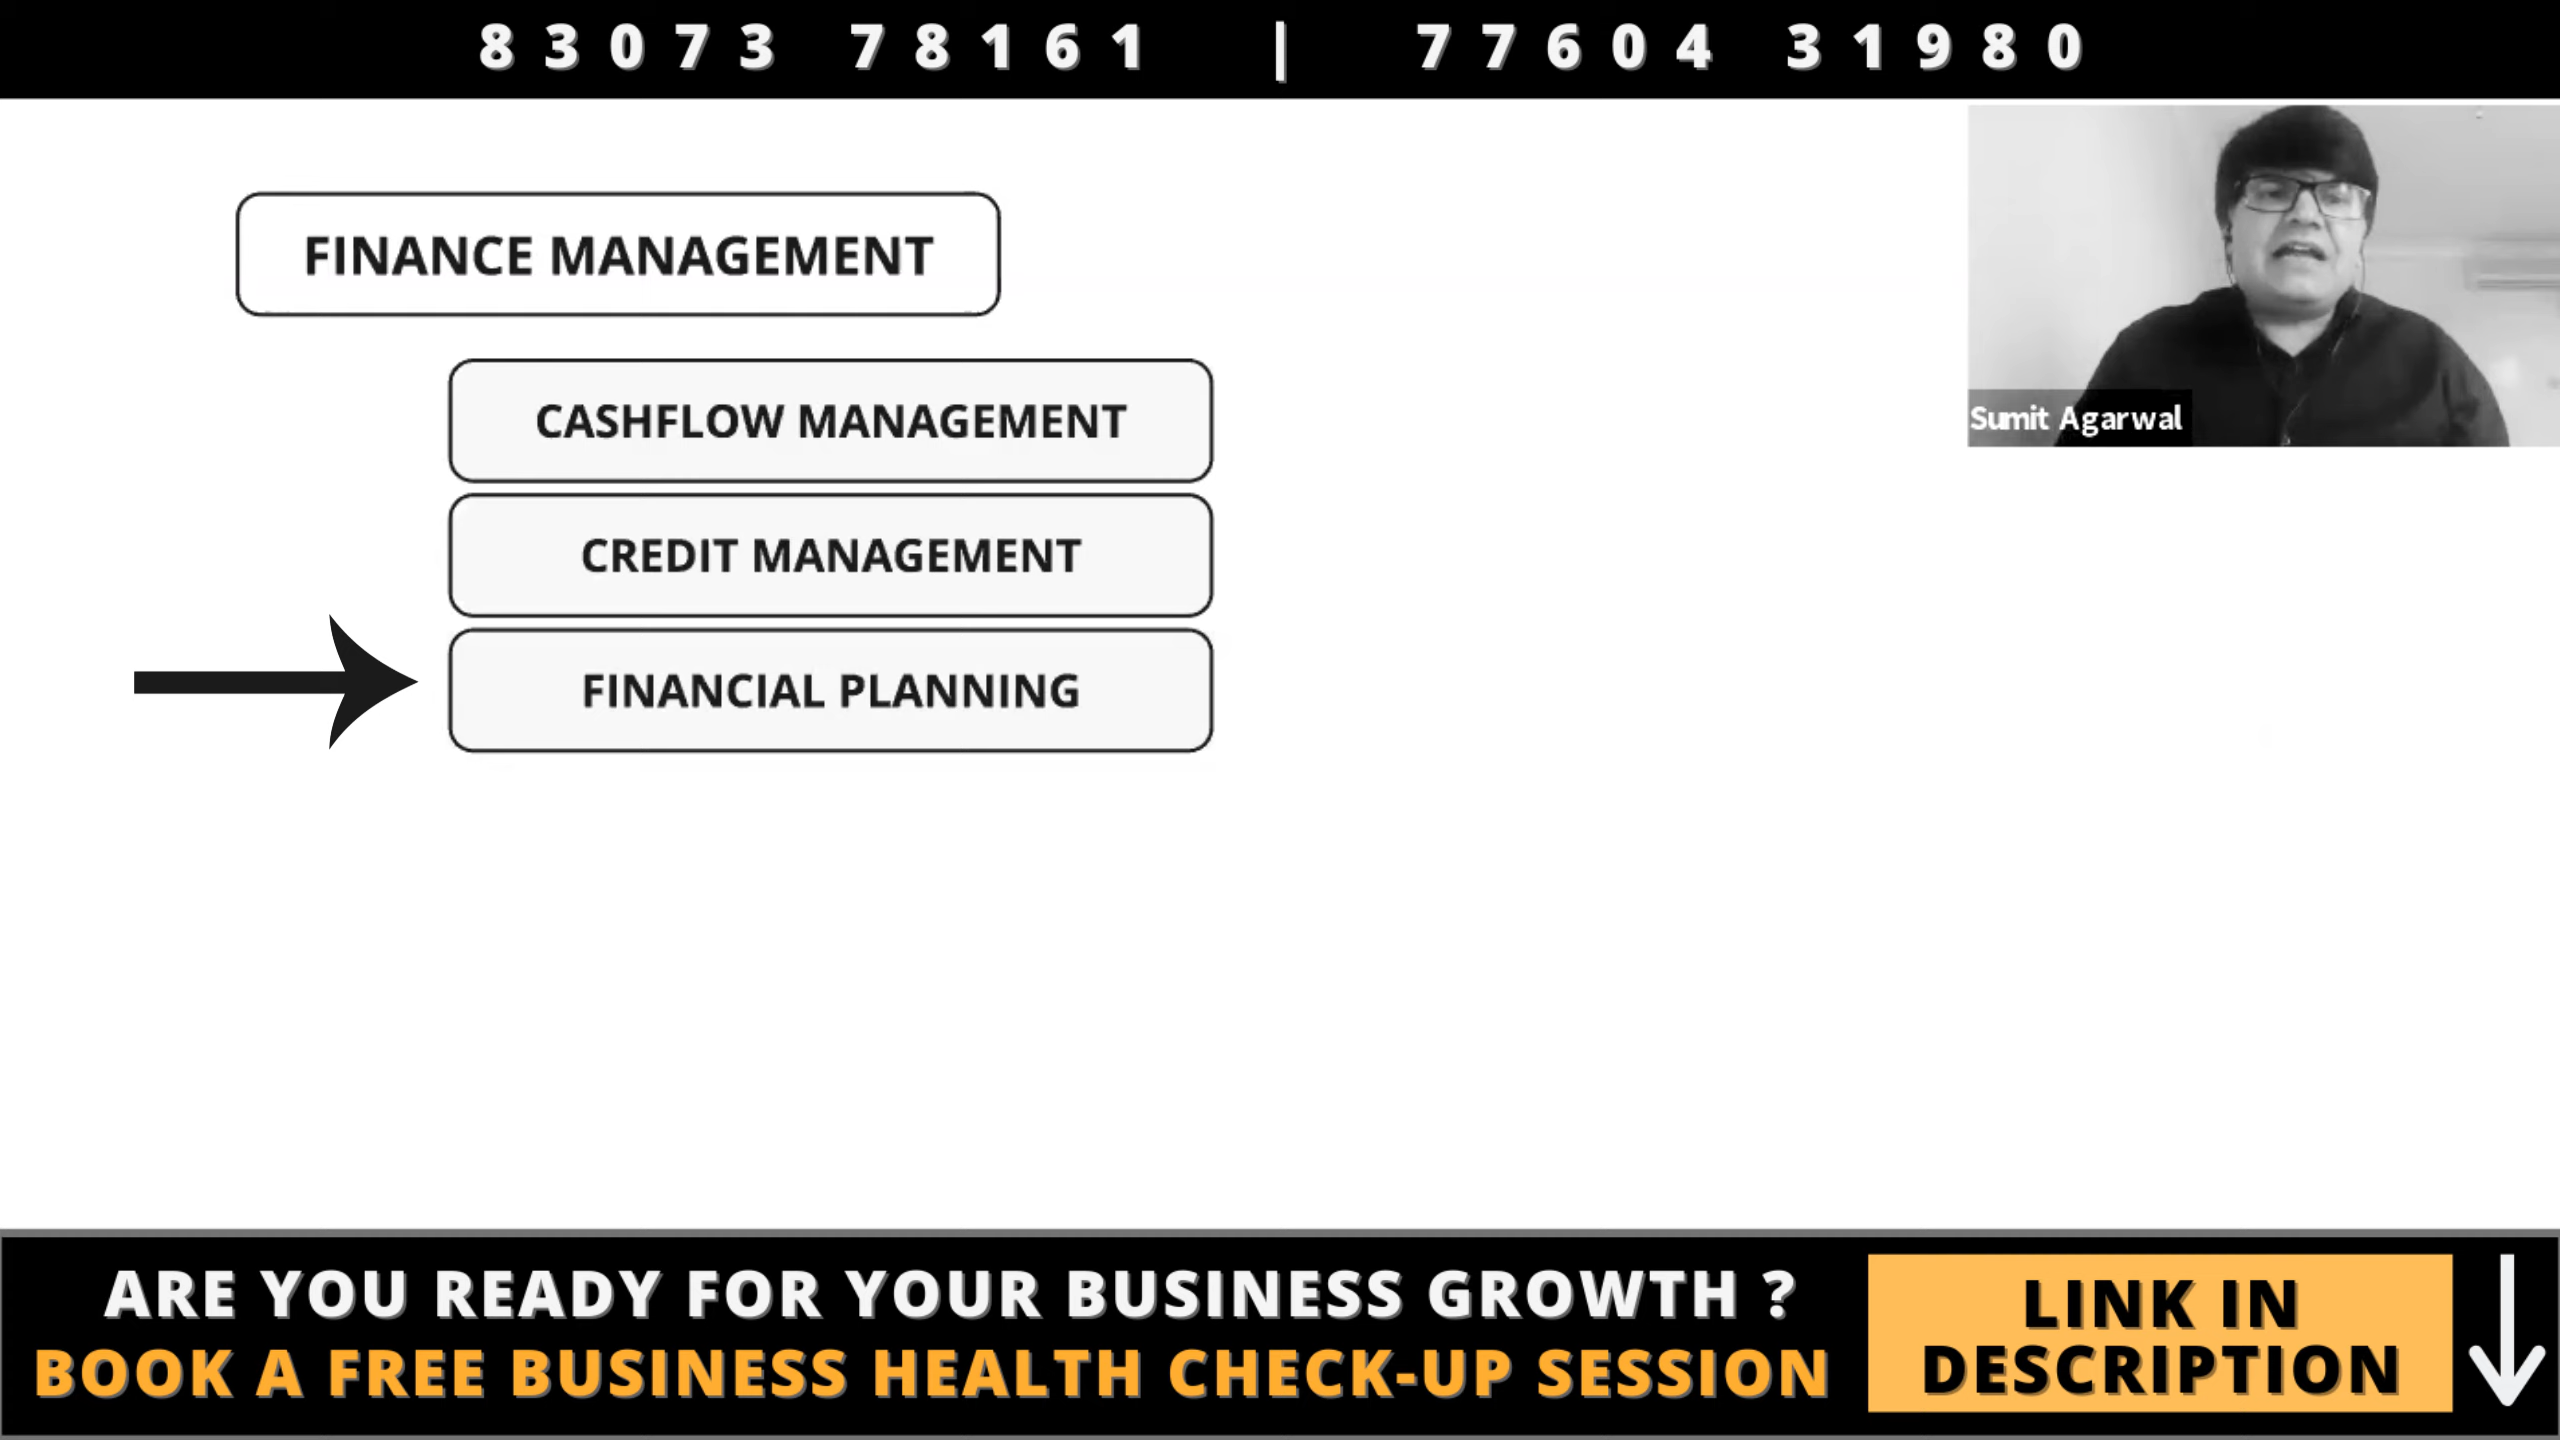 83073 78161 | 77604 31980
FINANCE MANAGEMENT
CASHFLOW MANAGEMENT
CREDIT MANAGEMENT
FINANCIAL PLANNING
Sumit Agarwal
ARE YOU READY FOR YOUR BUSINESS GROWTH ?
BOOK A FREE BUSINESS HEALTH CHECK-UP SESSION
LINK IN
DESCRIPTION